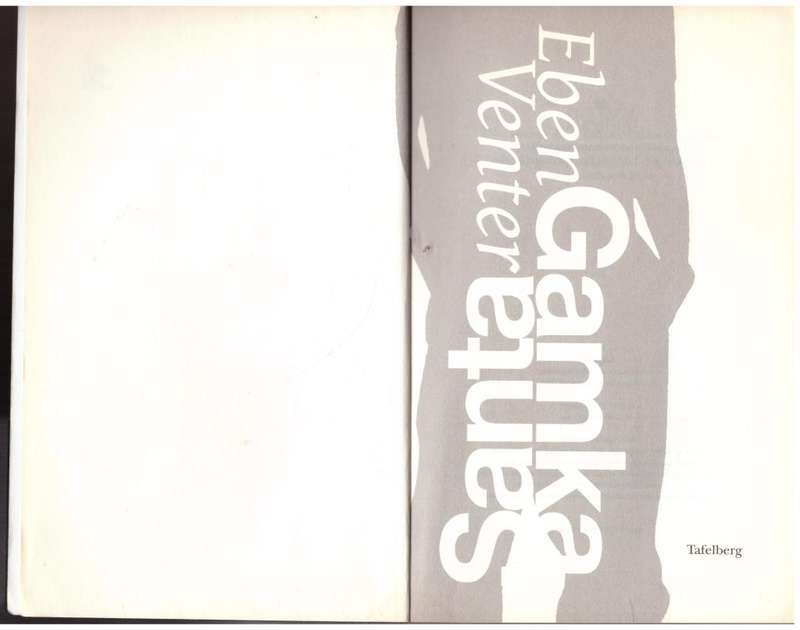 Eben
Venter
Santa
Gamka
Tafelberg